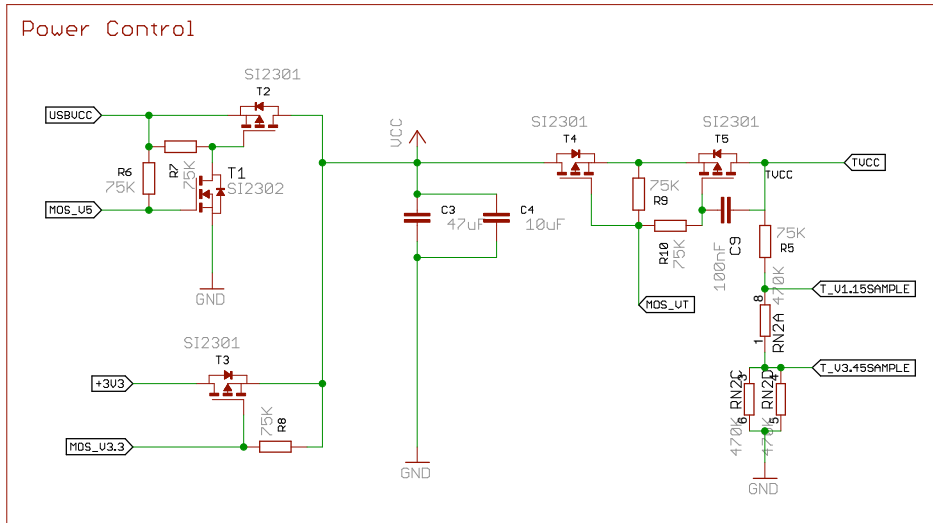 Power Control
SI2301
T2
USBVCC
R6
75K
R7
75K
T1
SI2302
MOS_V5
GND
SI2301
T3
+3V3
75K
R8
MOS_V3.3
VCC
C3
47uF
C4
10uF
GND
SI2301
T4
SI2301
T5
75K
R9
R10
75K
100nF
C9
MOS_VT
TVCC
TVCC
75K
R5
470K
T_V1.15SAMPLE
8
1
RN2A
T_V3.45SAMPLE
RN2C
3
6
470K
RN2D
4
5
470K
GND